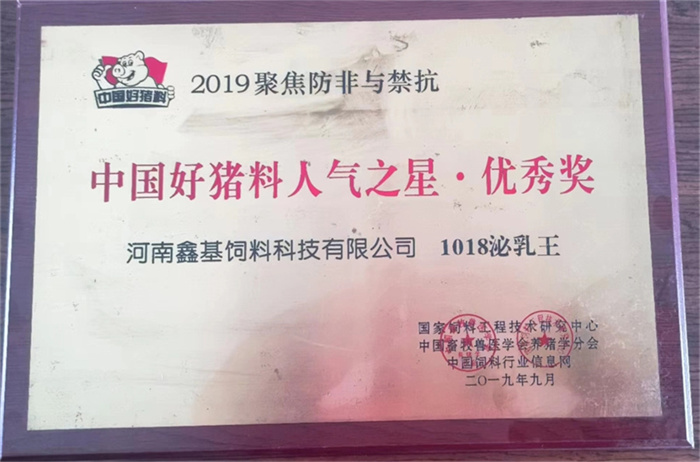 中国好猪料
2019聚焦防非与禁抗
中国好猪料人气之星·优秀奖
河南鑫基饲料科技有限公司 1018泌乳王
国家饲料工程技术研究中心
中国畜牧兽医学会养猪学分会
中国饲料行业信息网
二〇一九年九月